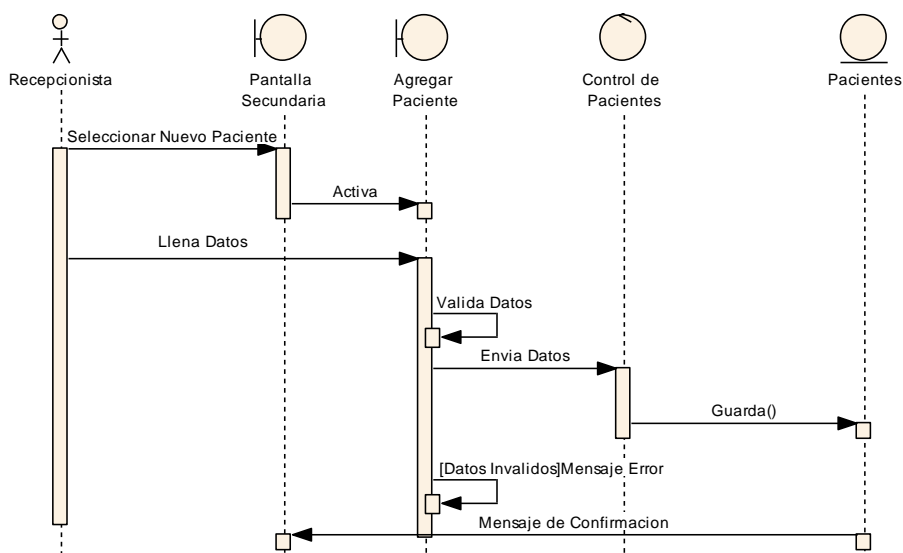 Recepcionista
Pantalla
Secundaria
Agregar
Paciente
Control de
Pacientes
Pacientes
Seleccionar Nuevo Paciente
Activa
Llena Datos
Valida Datos
Envia Datos
Guarda()
[Datos Invalidos]Mensaje Error
Mensaje de Confirmacion